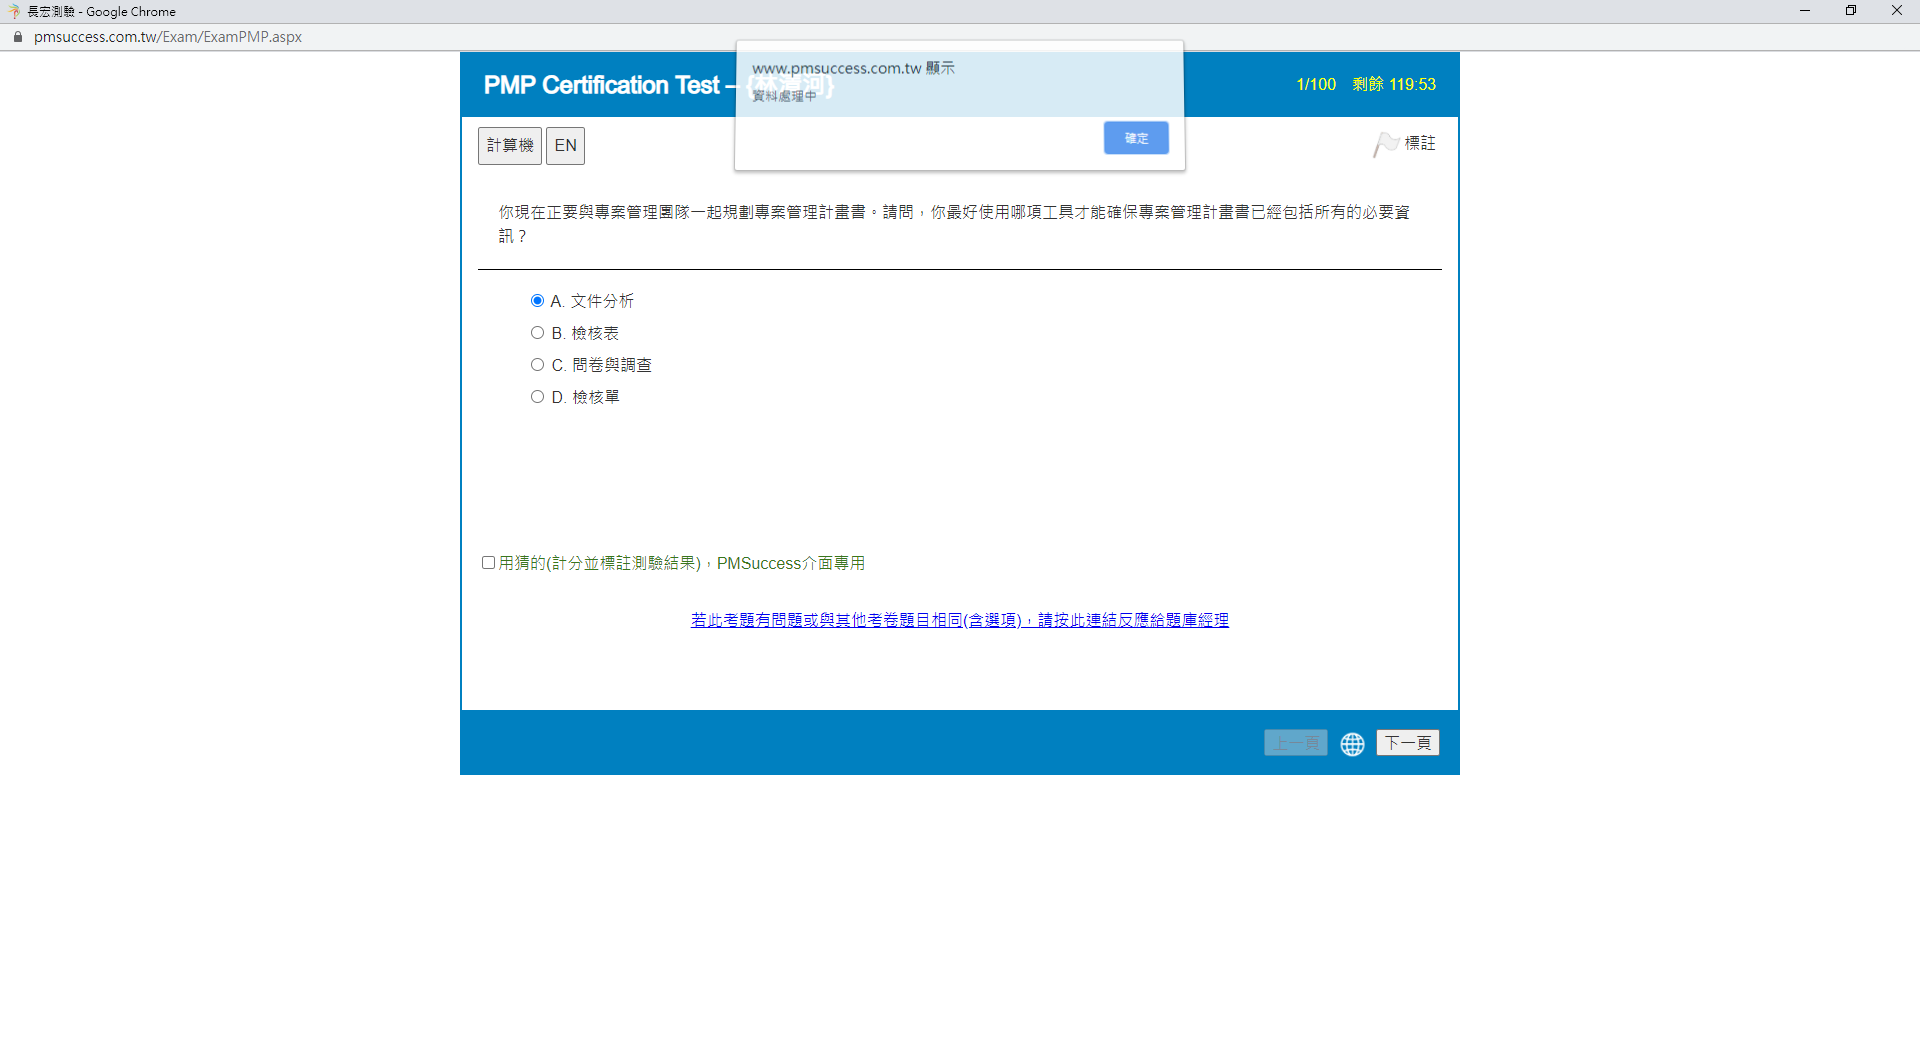 長宏測驗 - Google Chrome
pmsuccess.com.tw/Exam/ExamPMP.aspx
www.pmsuccess.com.tw 顯示
資料處理中
確定
PMP Certification Test – {林清河}
1/100 剩餘 119:53
計算機 EN
標註
你現在正要與專案管理團隊一起規劃專案管理計畫書。請問，你最好使用哪項工具才能確保專案管理計畫書已經包括所有的必要資
訊？
A. 文件分析
B. 檢核表
C. 問卷與調查
D. 檢核單
用猜的(計分並標註測驗結果)，PMSuccess介面專用
若此考題有問題或與其他考卷題目相同(含選項)，請按此連結反應給題庫經理
上一頁 下一頁